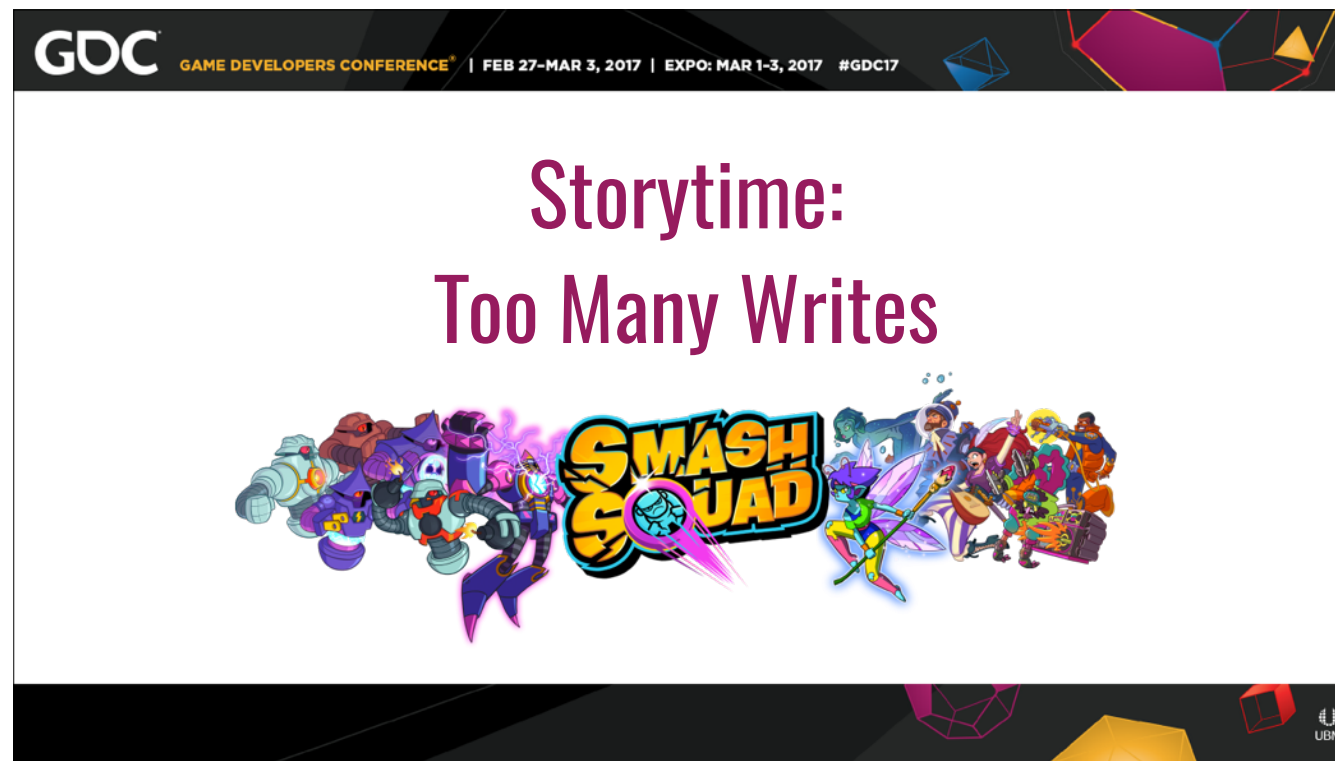 GDC GAME DEVELOPERS CONFERENCE® | FEB 27–MAR 3, 2017 | EXPO: MAR 1–3, 2017 #GDC17
Storytime:
Too Many Writes
SMASH
SQUAD